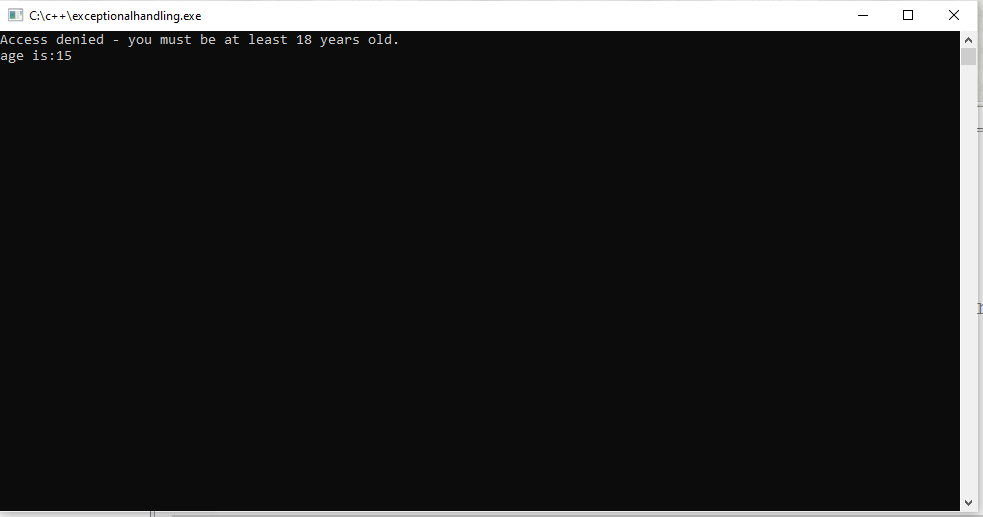 C:\c++\exceptionalhandling.exe
Access denied - you must be at least 18 years old.
age is:15